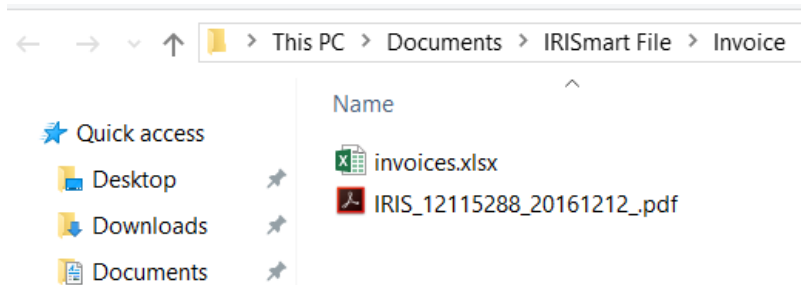 This PC > Documents > IRISmart File > Invoice
Name
Quick access
Desktop
Downloads
Documents
invoices.xlsx
IRIS_12115288_20161212_.pdf